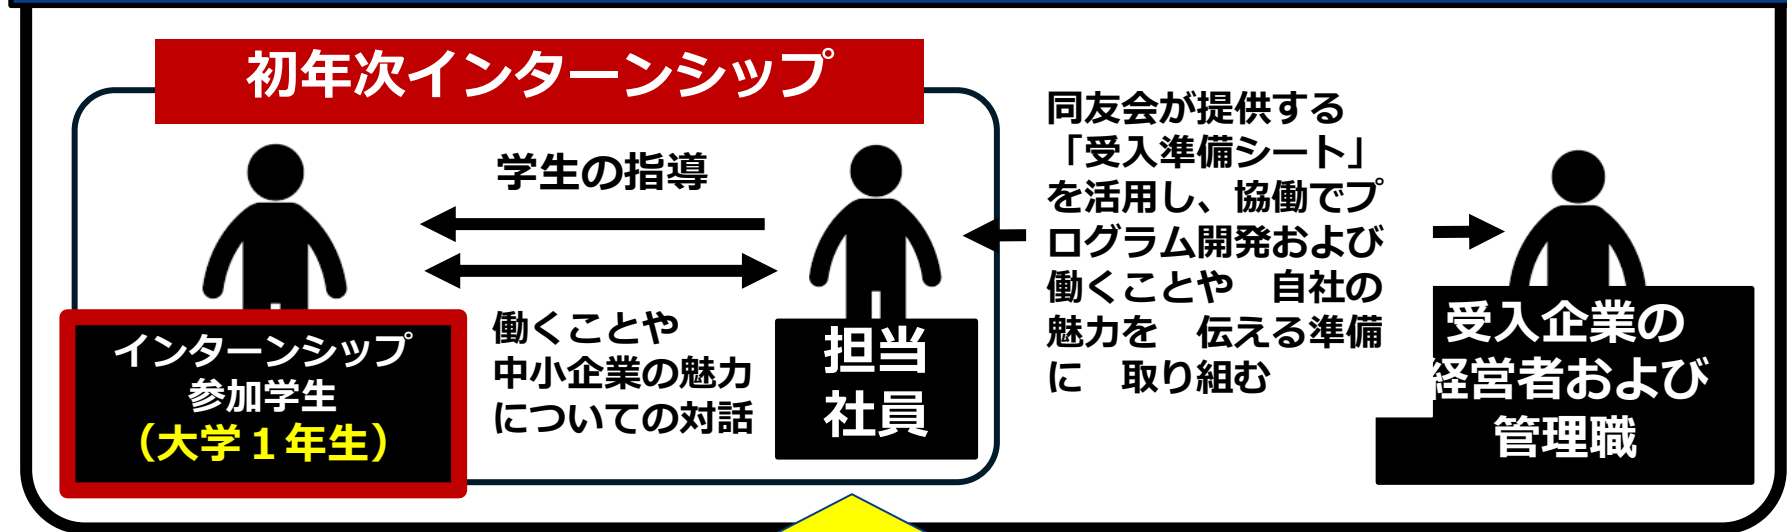 初年次インターンシップ
学生の指導
働くことや
中小企業の魅力
についての対話
インターンシップ
参加学生
（大学１年生）
担当
社員
同友会が提供する
「受入準備シート」
を活用し、協働でプ
ログラム開発および
働くことや　自社の
魅力を　伝える準備
に　取り組む
受入企業の
経営者および
管理職